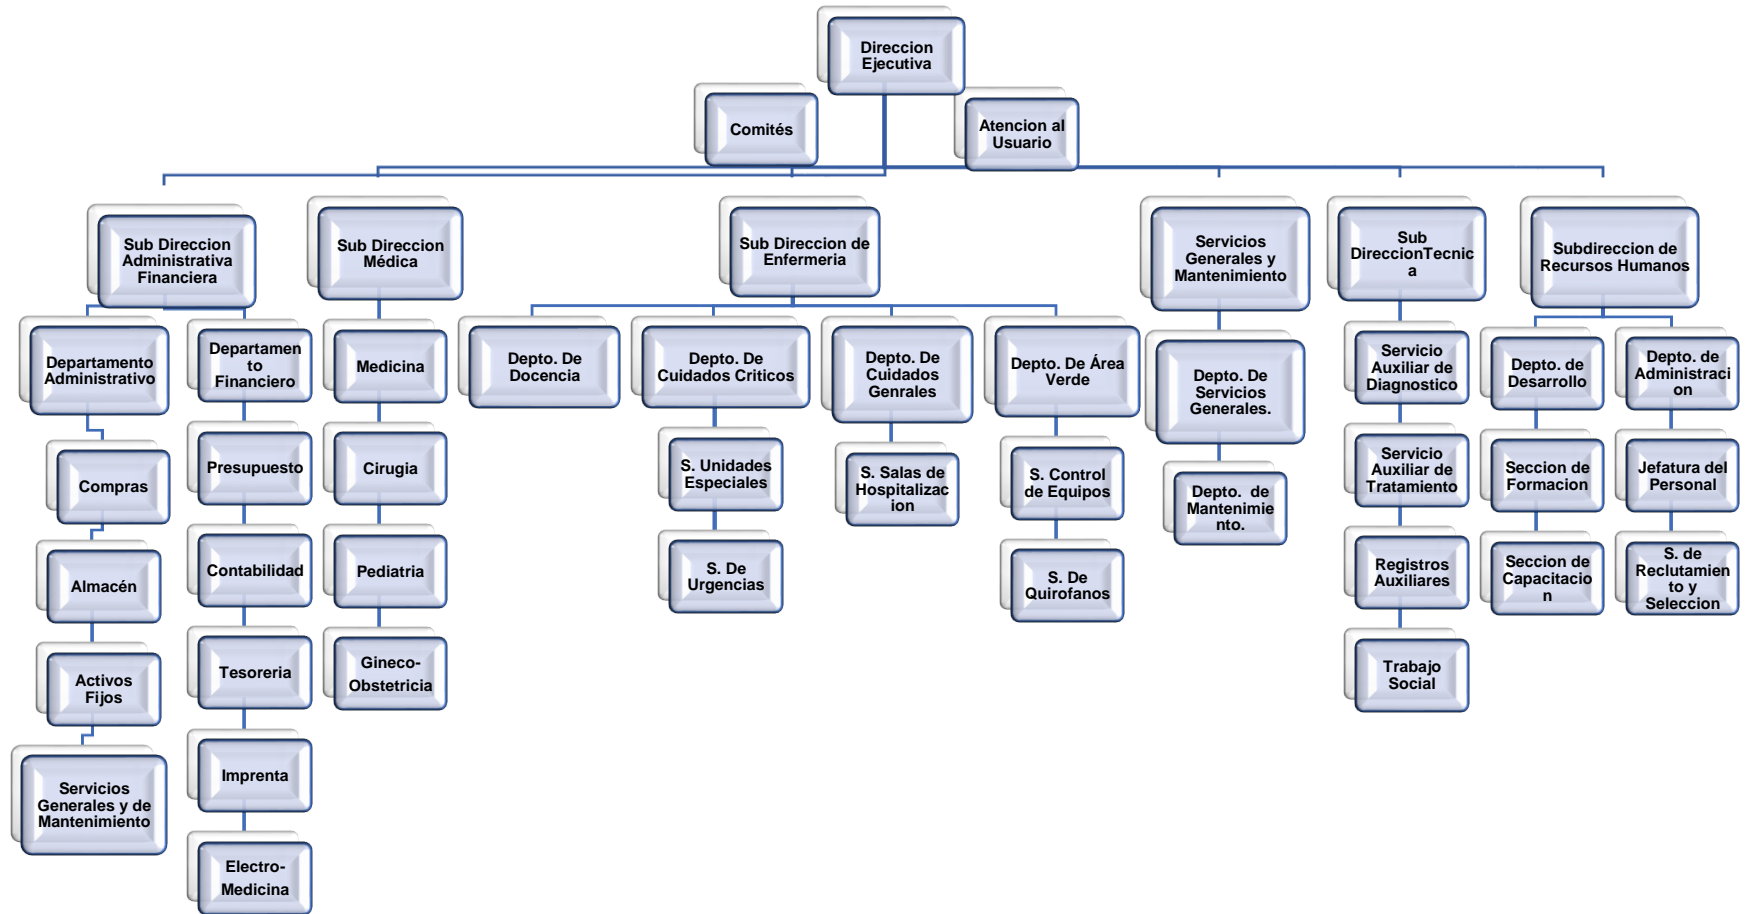 Direccion
Ejecutiva
Comités
Atencion al
Usuario
Sub Direccion
Administrativa
Financiera
Sub Direccion
Médica
Sub Direccion de
Enfermeria
Servicios
Generales y
Mantenimiento
Sub
DireccionTecnic
a
Subdireccion de
Recursos Humanos
Departamento
Administrativo
Departamen
to
Financiero
Medicina
Depto. De
Docencia
Depto. De
Cuidados Criticos
Depto. De
Cuidados
Genrales
Depto. De Área
Verde
Depto. De
Servicios
Generales.
Servicio
Auxiliar de
Diagnostico
Depto. de
Desarrollo
Depto. de
Administraci
on
Compras
Presupuesto
Cirugia
S. Unidades
Especiales
S. Salas de
Hospitalizac
ion
S. Control
de Equipos
Depto. de
Mantenimie
nto.
Servicio
Auxiliar de
Tratamiento
Seccion de
Formacion
Jefatura del
Personal
Almacén
Contabilidad
Pediatria
S. De
Urgencias
S. De
Quirofanos
Registros
Auxiliares
Seccion de
Capacitacio
n
S. de
Reclutamien
to y
Seleccion
Activos
Fijos
Tesoreria
Gineco-
Obstetricia
Trabajo
Social
Servicios
Generales y de
Mantenimiento
Imprenta
Electro-
Medicina